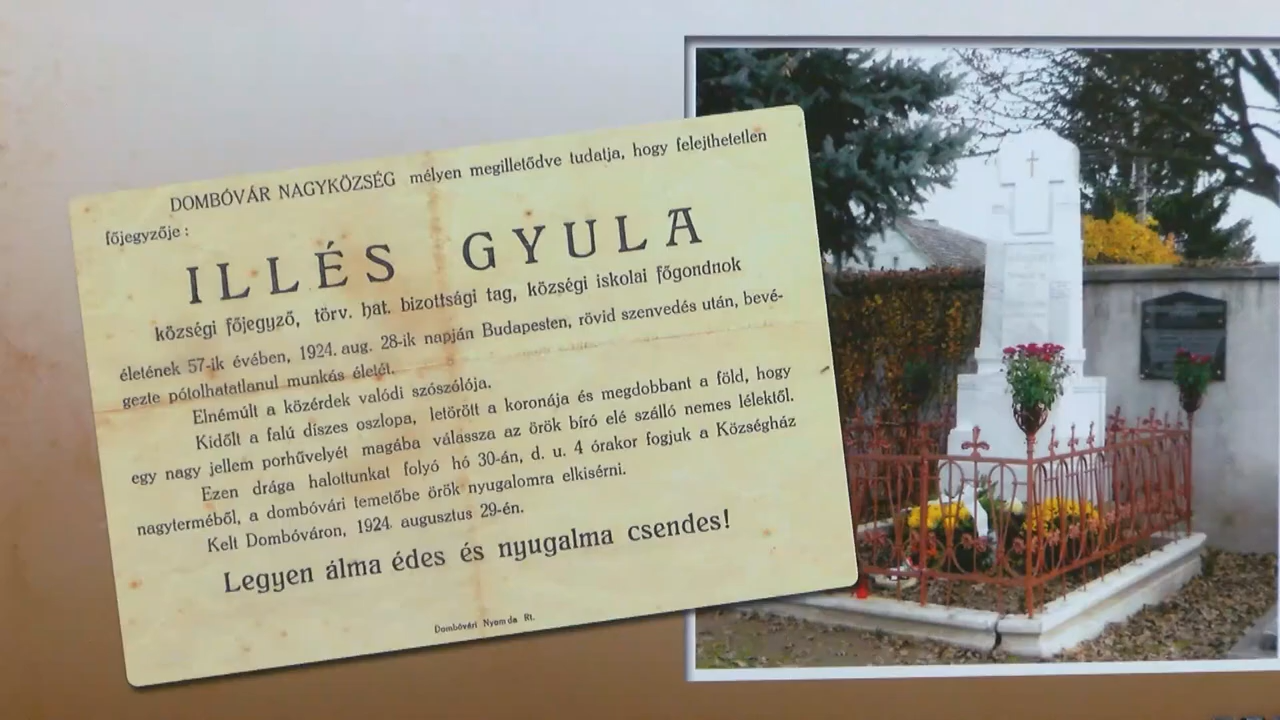 DOMBÓVÁR NAGYKÖZSÉG mélyen megilletődve tudatja, hogy felejthetetlen
főjegyzője:
ILLÉS GYULA
községi főjegyző, törv. hat. bizottsági tag, községi iskolai főgondnok
életének 57-ik évében, 1924. aug. 28-ik napján Budapesten, rövid szenvedés után, bevé-
gezte pótolhatatlanul munkás életét.
Elnémúlt a közérdek valódi szószólója.
Kidőlt a falú díszes oszlopa, letörött a koronája és megdobbant a föld, hogy
egy nagy jellem porhűvelyét magába válassza az örök bíró elé szálló nemes lélektől.
Ezen drága halottunkat folyó hó 30-án, d. u. 4 órakor fogjuk a Községház
nagyterméből, a dombóvári temetőbe örök nyugalomra elkisérni.
Kelt Dombóváron, 1924. augusztus 29-én.
Legyen álma édes és nyugalma csendes!
Dombóvári Nyomda Rt.